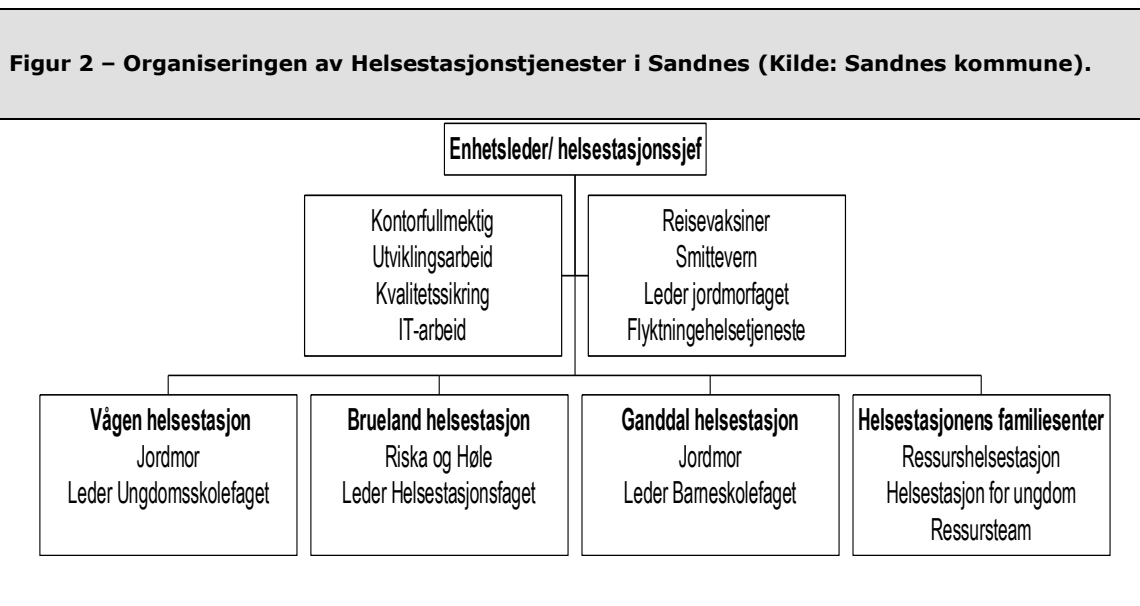 Figur 2 – Organiseringen av Helsestasjonstjenester i Sandnes (Kilde: Sandnes kommune).
Enhetsleder/ helsestasjonssjef
Kontorfullmektig
Utviklingsarbeid
Kvalitetssikring
IT-arbeid
Reisevaksiner
Smittevern
Leder jordmorfaget
Flyktningehelsetjeneste
Vågen helsestasjon
Jordmor
Leder Ungdomsskolefaget
Brueland helsestasjon
Riska og Høle
Leder Helsestasjonsfaget
Ganddal helsestasjon
Jordmor
Leder Barneskolefaget
Helsestasjonens familiesenter
Ressurshelsestasjon
Helsestasjon for ungdom
Ressursteam